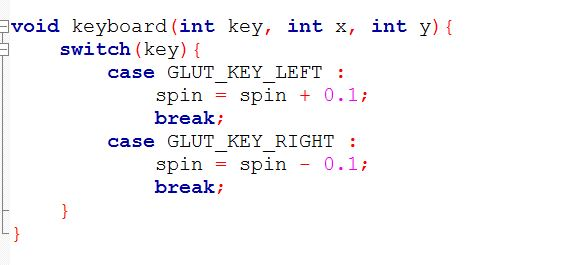 void keyboard(int key, int x, int y){
switch(key){
case GLUT_KEY_LEFT :
spin = spin + 0.1;
break;
case GLUT_KEY_RIGHT :
spin = spin - 0.1;
break;
}
}